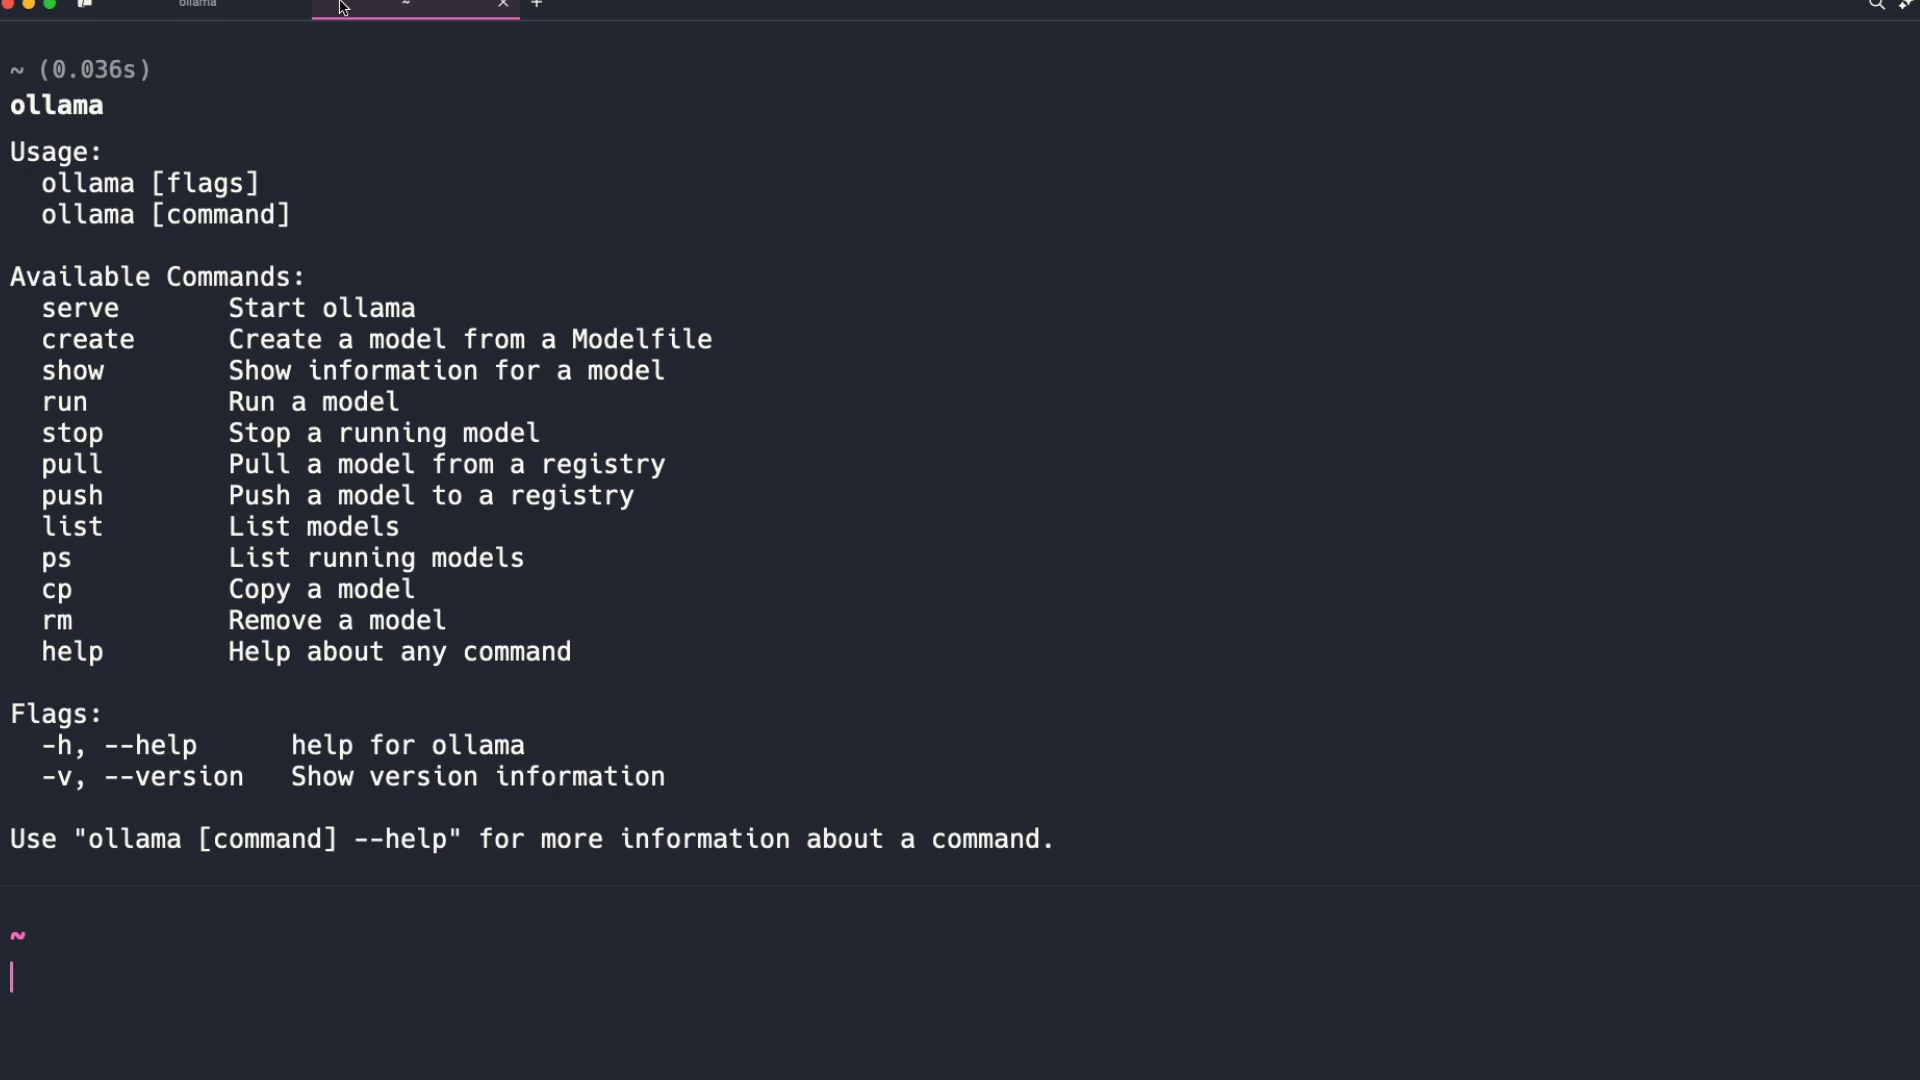 ollama
~
~ (0.036s)
ollama
Usage:
ollama [flags]
ollama [command]
Available Commands:
serve Start ollama
create Create a model from a Modelfile
show Show information for a model
run Run a model
stop Stop a running model
pull Pull a model from a registry
push Push a model to a registry
list List models
ps List running models
cp Copy a model
rm Remove a model
help Help about any command
Flags:
-h, --help help for ollama
-v, --version Show version information
Use "ollama [command] --help" for more information about a command.
~